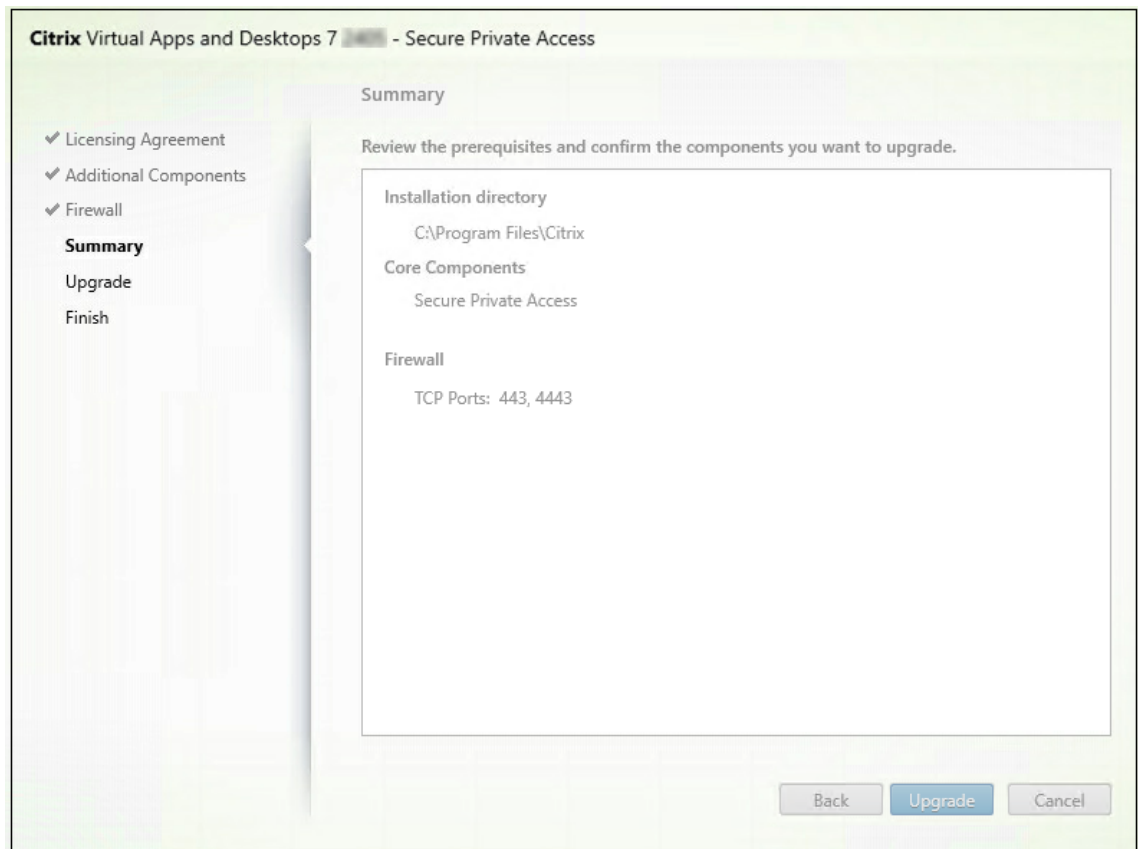 Citrix Virtual Apps and Desktops 7 - Secure Private Access
Summary
Licensing Agreement
Additional Components
Firewall
Summary
Upgrade
Finish
Review the prerequisites and confirm the components you want to upgrade.
Installation directory
C:\Program Files\Citrix
Core Components
Secure Private Access
Firewall
TCP Ports: 443, 4443
Back
Upgrade
Cancel